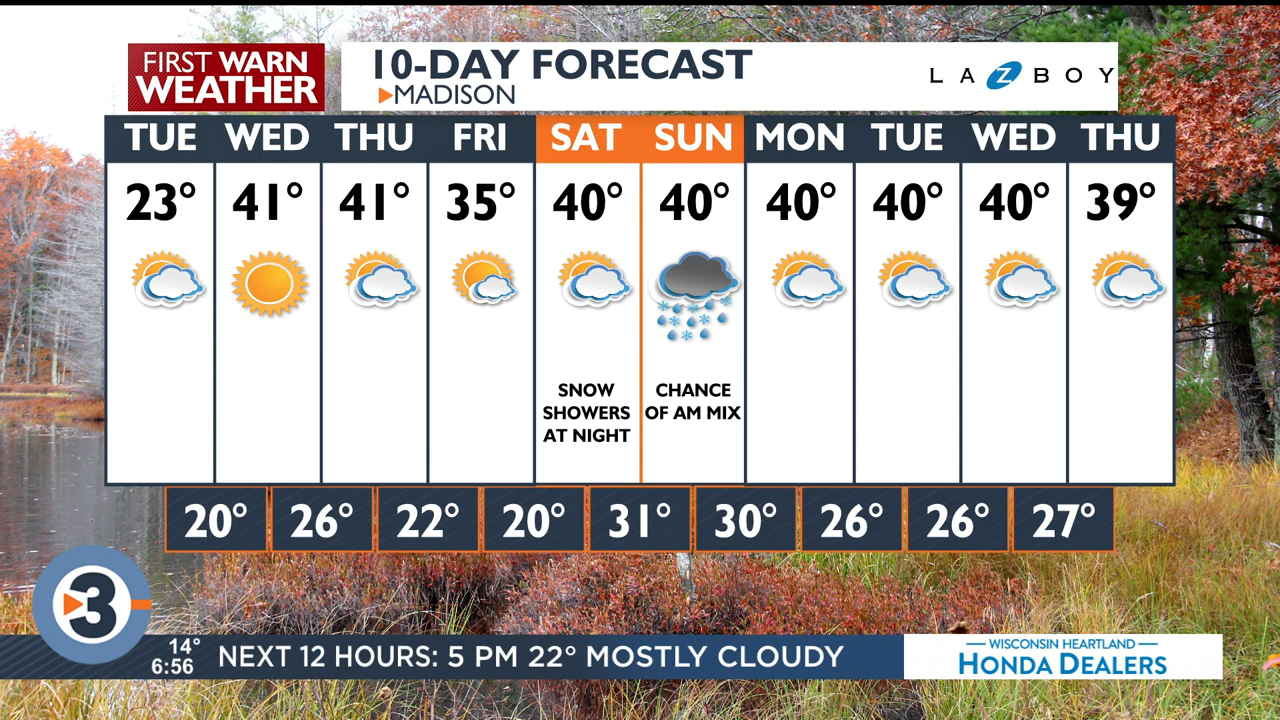 FIRST WARN
WEATHER
10-DAY FORECAST
MADISON
LA Z BOY
TUE WED THU FRI SAT SUN MON TUE WED THU
23° 41° 41° 35° 40° 40° 40° 40° 40° 39°
SNOW
SHOWERS
AT NIGHT
CHANCE
OF AM MIX
20° 26° 22° 20° 31° 30° 26° 26° 27°
3
14°
6:56
NEXT 12 HOURS: 5 PM 22° MOSTLY CLOUDY
WISCONSIN HEARTLAND
HONDA DEALERS